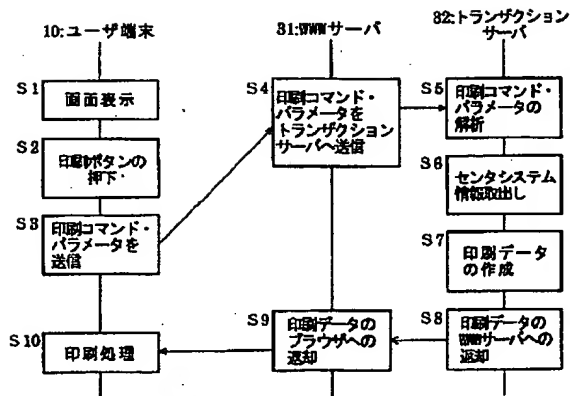 10:ユーザ端末
31:WWWサーバ
32:トランザクション
サーバ
S1
画面表示
S2
印刷ボタンの
押下
S3
印刷コマンド・
パラメータを
送信
S4
印刷コマンド・
パラメータを
トランザクション
サーバへ送信
S5
印刷コマンド・
パラメータの
解析
S6
センタシステム
情報取出し
S7
印刷データ
の作成
S8
印刷データの
WWWサーバへの
返却
S9
印刷データの
ブラウザへの
返却
S10
印刷処理